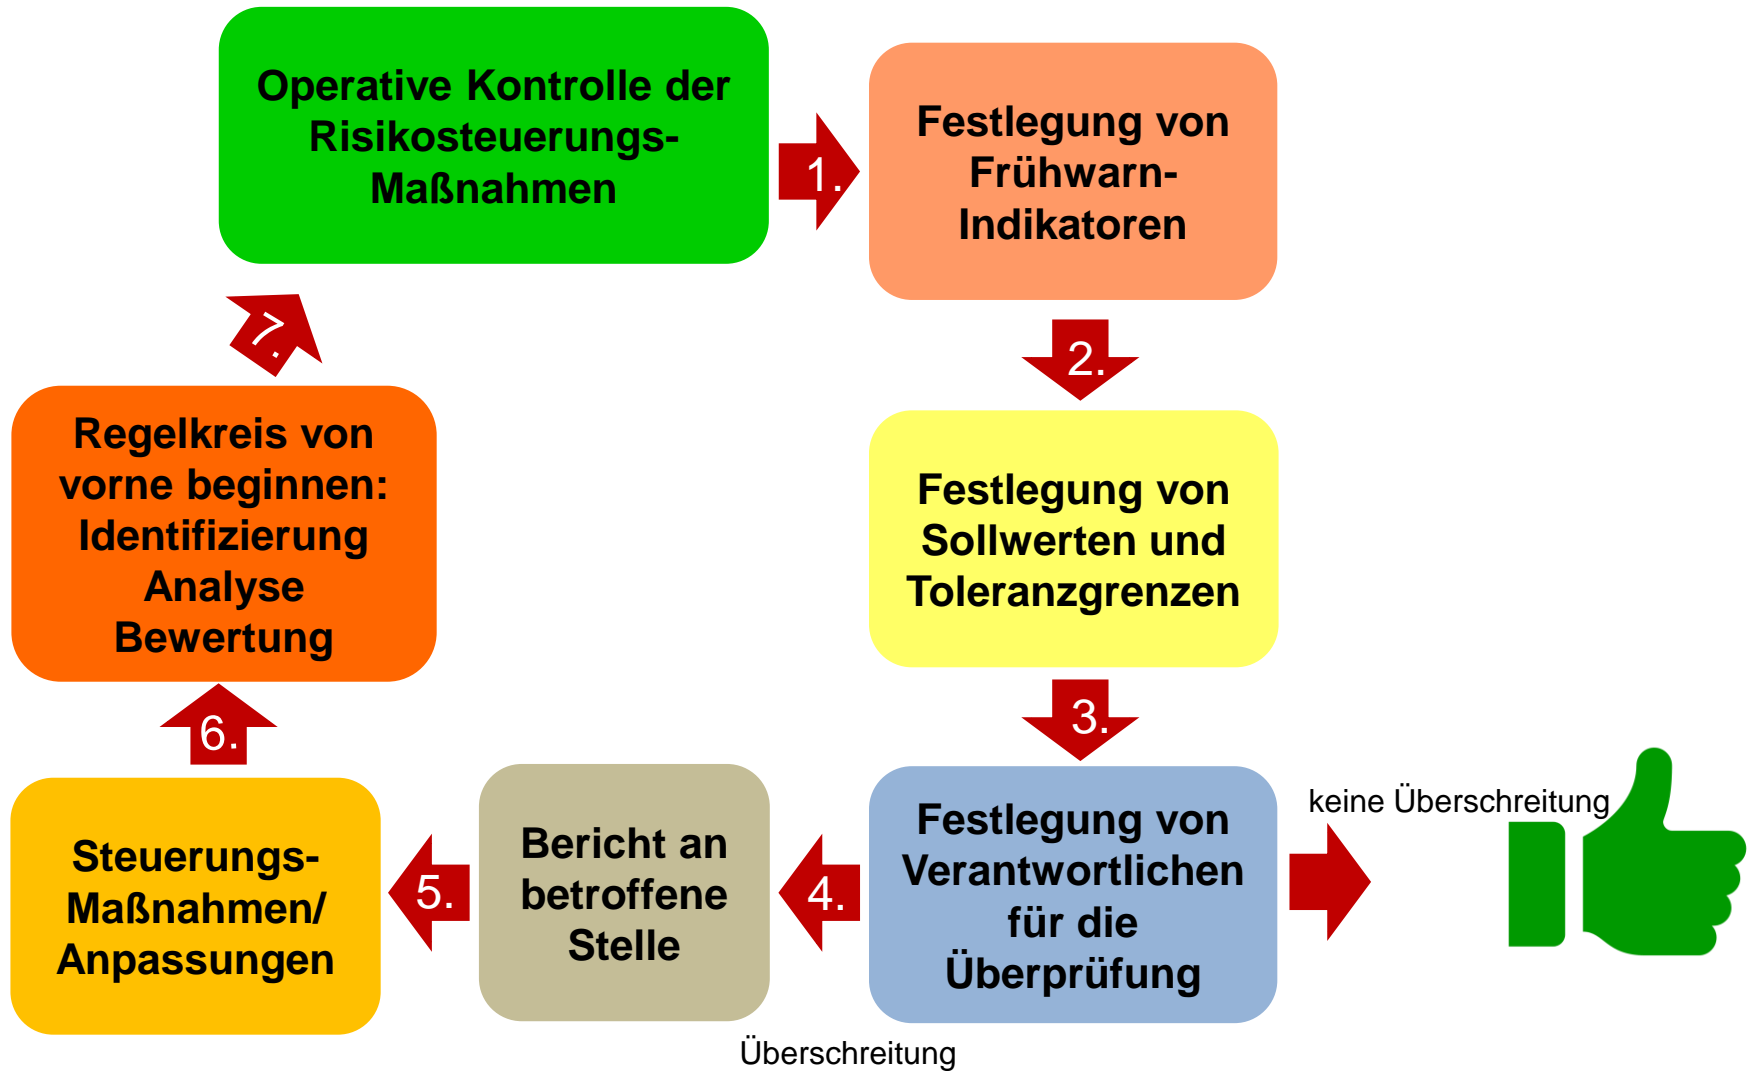 Operative Kontrolle der
Risikosteuerungs-
Maßnahmen
1.
Festlegung von
Frühwarn-
Indikatoren
2.
Festlegung von
Sollwerten und
Toleranzgrenzen
3.
Festlegung von
Verantwortlichen
für die
Überprüfung
keine Überschreitung
4.
Überschreitung
Bericht an
betroffene
Stelle
5.
Steuerungs-
Maßnahmen/
Anpassungen
6.
Regelkreis von
vorne beginnen:
Identifizierung
Analyse
Bewertung
7.